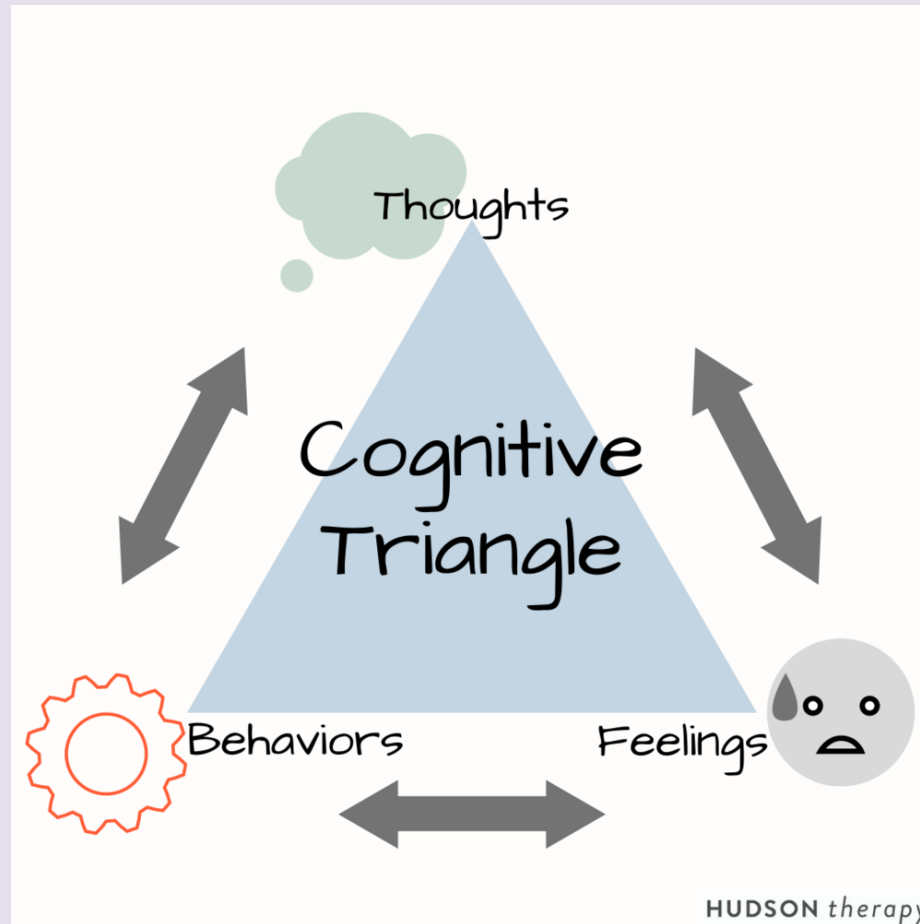 Thoughts
Cognitive
Triangle
Behaviors Feelings
HUDSON therapy